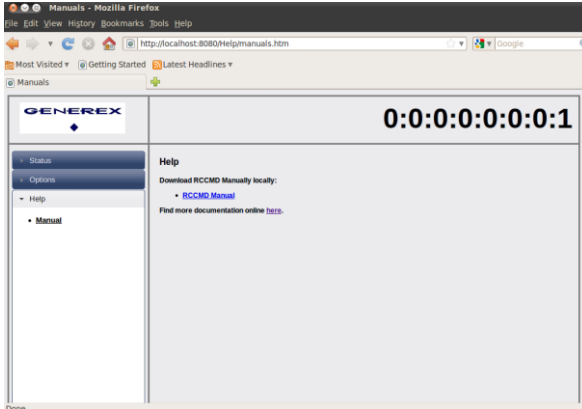 Manuals - Mozilla Firefox
File Edit View History Bookmarks Tools Help
http://localhost:8080/Help/manuals.htm
Google
Most Visited Getting Started Latest Headlines
Manuals
GENEREX
0:0:0:0:0:0:0:1
Status
Options
Help
Manual
Help
Download RCCMD Manually locally:
• RCCMD Manual
Find more documentation online here.
Done